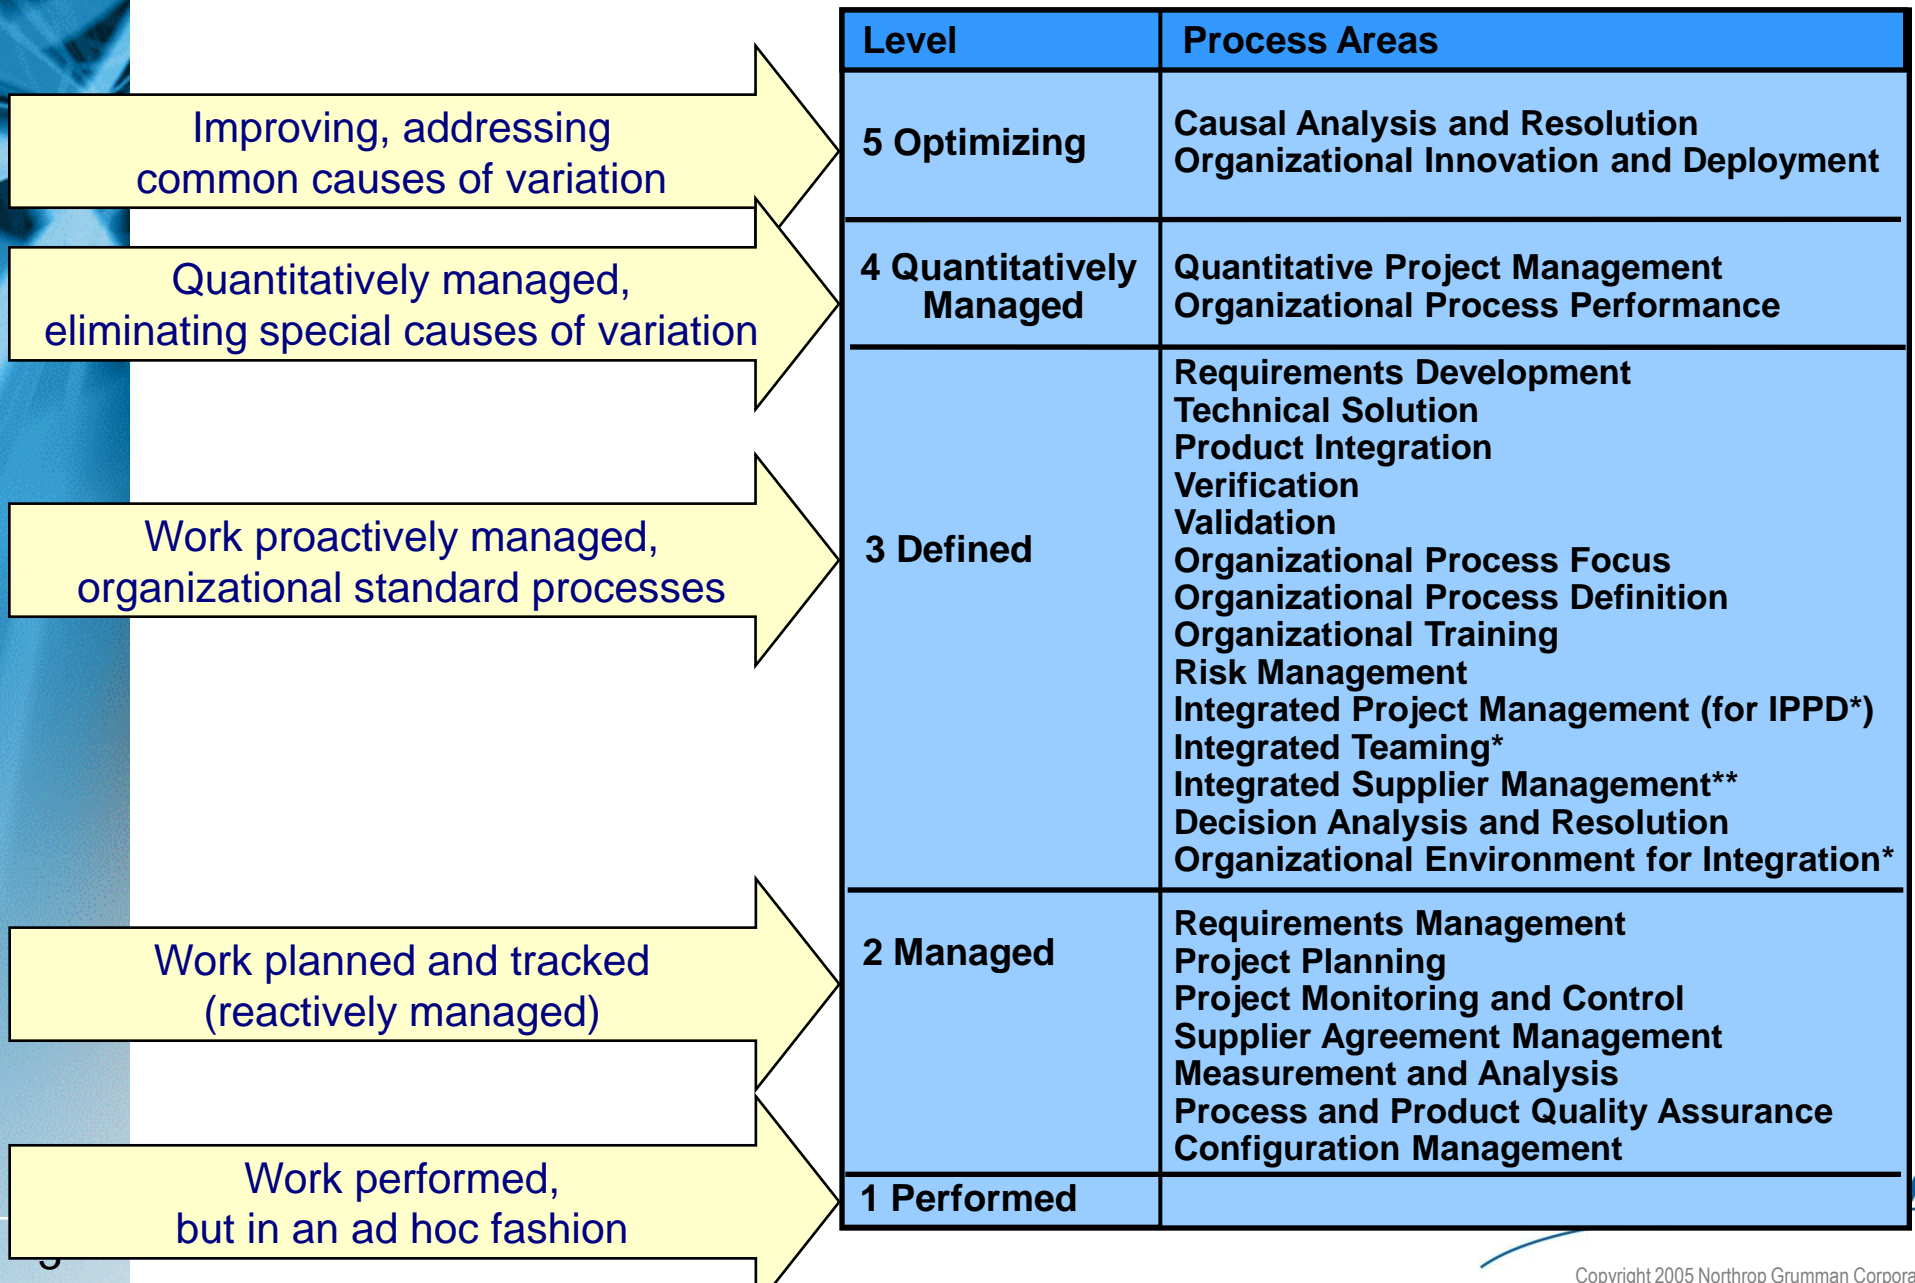 Level
Process Areas
Improving, addressing
common causes of variation
5 Optimizing
Causal Analysis and Resolution
Organizational Innovation and Deployment
Quantitatively managed,
eliminating special causes of variation
4 Quantitatively
Managed
Quantitative Project Management
Organizational Process Performance
Work proactively managed,
organizational standard processes
3 Defined
Requirements Development
Technical Solution
Product Integration
Verification
Validation
Organizational Process Focus
Organizational Process Definition
Organizational Training
Risk Management
Integrated Project Management (for IPPD*)
Integrated Teaming*
Integrated Supplier Management**
Decision Analysis and Resolution
Organizational Environment for Integration*
Work planned and tracked
(reactively managed)
2 Managed
Requirements Management
Project Planning
Project Monitoring and Control
Supplier Agreement Management
Measurement and Analysis
Process and Product Quality Assurance
Configuration Management
Work performed,
but in an ad hoc fashion
1 Performed
Copyright 2005 Northrop Grumman